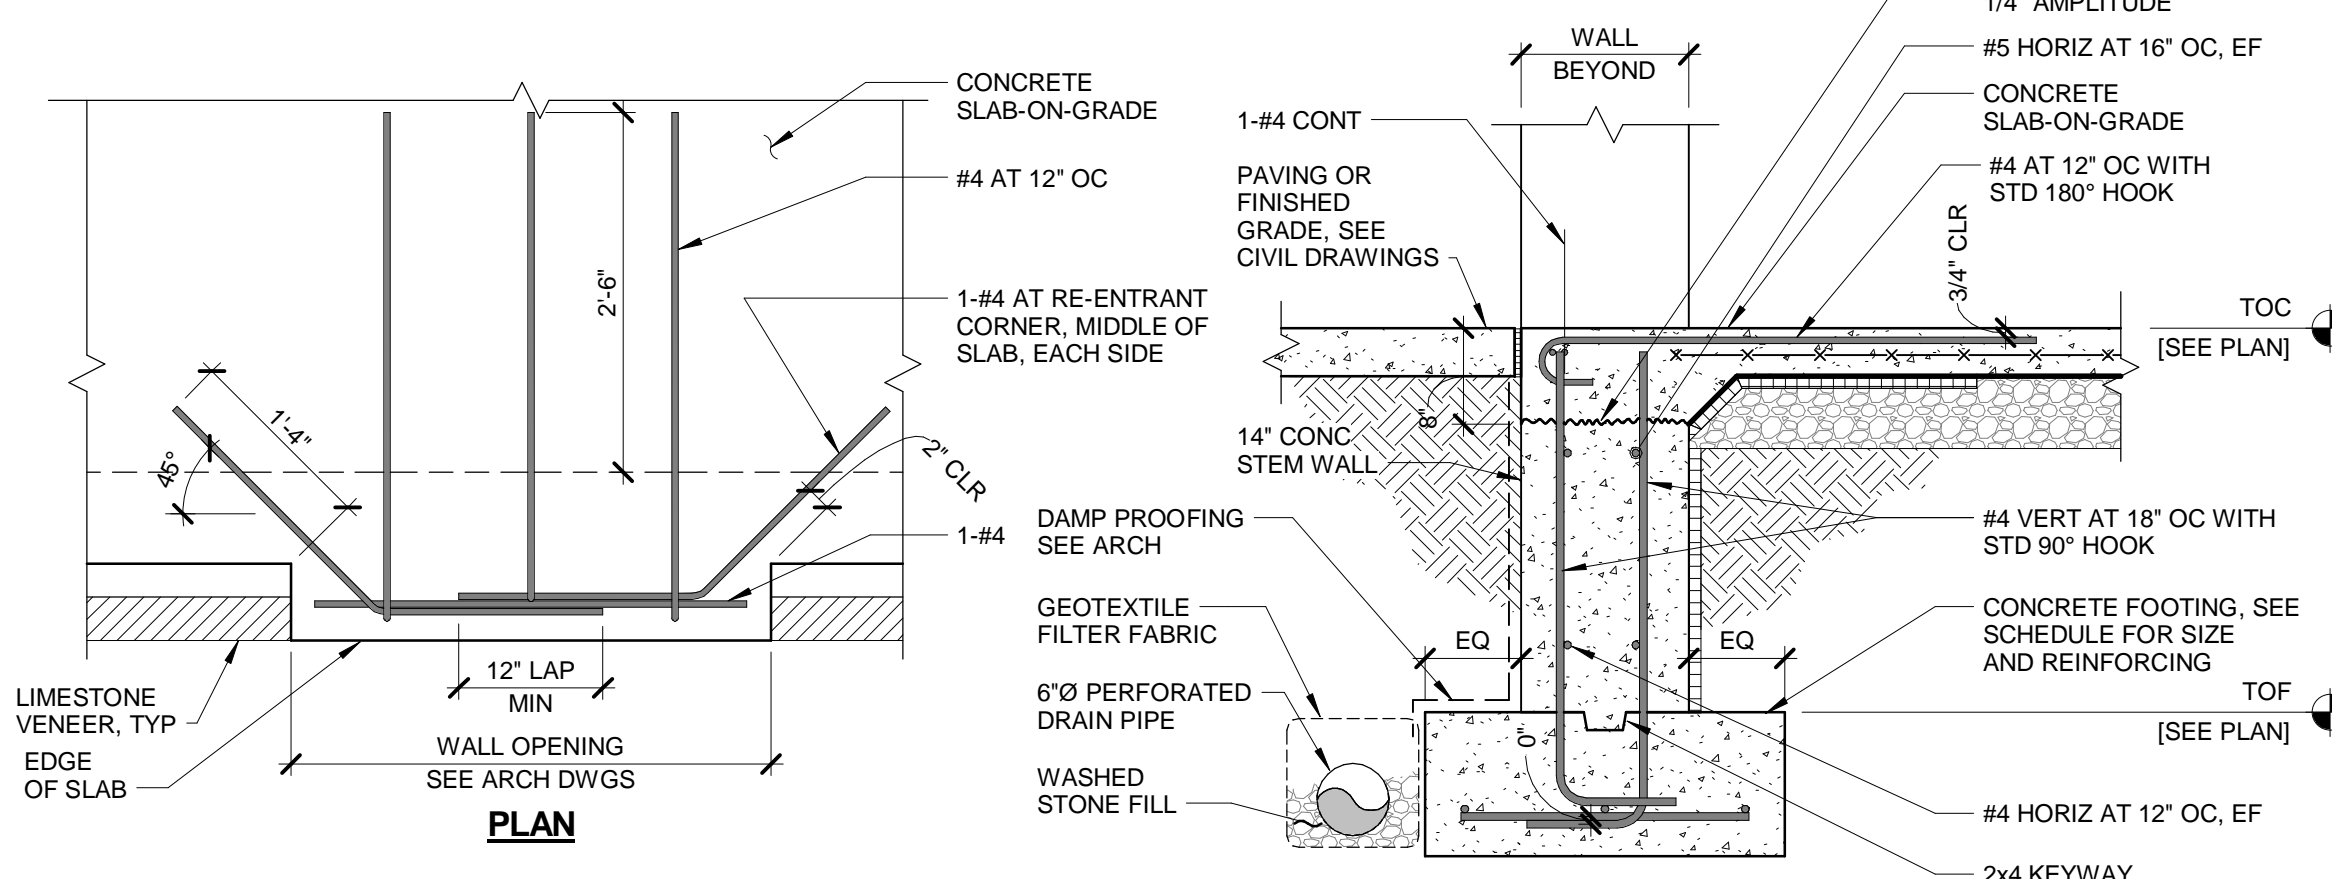 CONCRETE
SLAB-ON-GRADE
#4 AT 12" OC
2'-6"
1-#4 AT RE-ENTRANT
CORNER, MIDDLE OF
SLAB, EACH SIDE
1'-4"
45°
2" CLR
1-#4
12" LAP
MIN
LIMESTONE
VENEER, TYP
EDGE
OF SLAB
WALL OPENING
SEE ARCH DWGS
PLAN
WALL
BEYOND
1-#4 CONT
PAVING OR
FINISHED
GRADE, SEE
CIVIL DRAWINGS
8"
14" CONC
STEM WALL
DAMP PROOFING
SEE ARCH
GEOTEXTILE
FILTER FABRIC
6"Ø PERFORATED
DRAIN PIPE
WASHED
STONE FILL
EQ
EQ
0"
1/4" AMPLITUDE
#5 HORIZ AT 16" OC, EF
CONCRETE
SLAB-ON-GRADE
#4 AT 12" OC WITH
STD 180° HOOK
3/4" CLR
TOC
[SEE PLAN]
#4 VERT AT 18" OC WITH
STD 90° HOOK
CONCRETE FOOTING, SEE
SCHEDULE FOR SIZE
AND REINFORCING
TOF
[SEE PLAN]
#4 HORIZ AT 12" OC, EF
2x4 KEYWAY